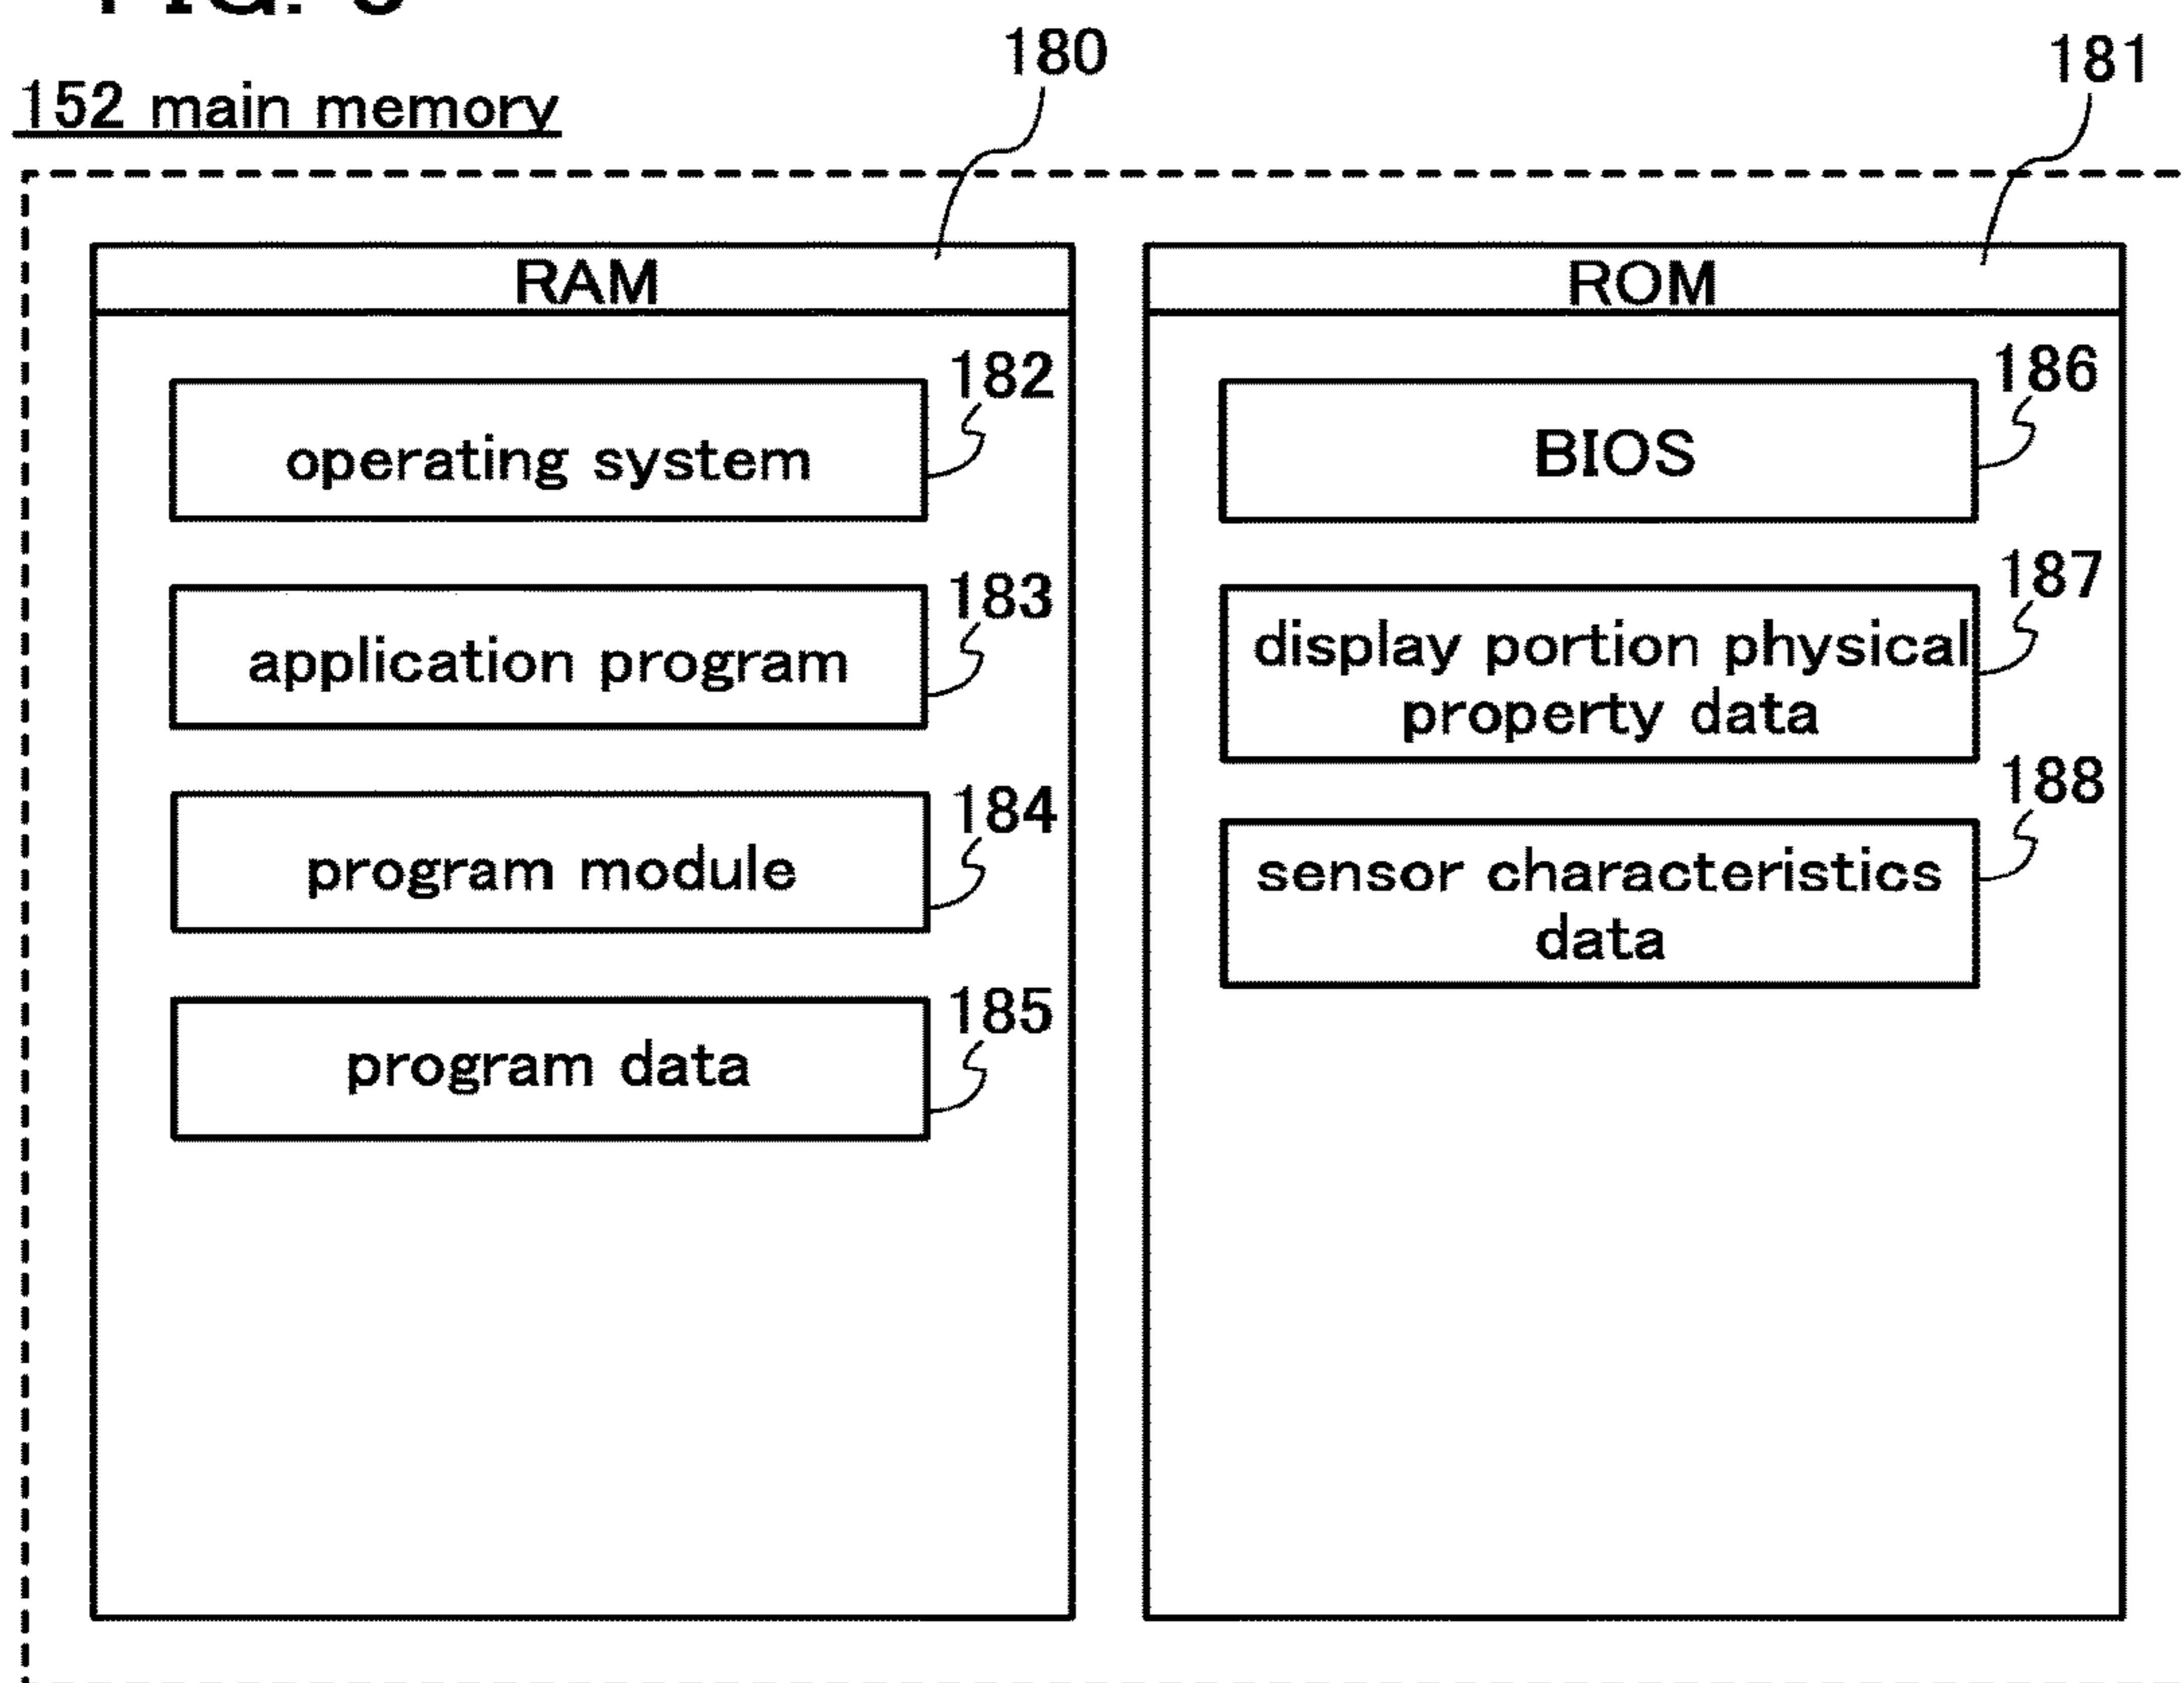 152 main memory
180
181
RAM
ROM
182
operating system
183
application program
184
program module
185
program data
186
BIOS
187
display portion physical
property data
188
sensor characteristics
data